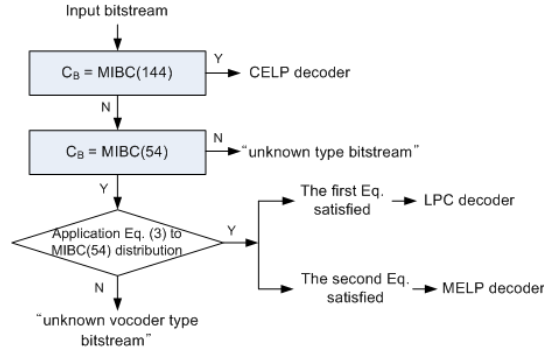 Input bitstream
C_B = MIBC(144)
Y
CELP decoder
N
C_B = MIBC(54)
N
"unknown type bitstream"
Y
Application Eq. (3) to
MIBC(54) distribution
Y
The first Eq.
satisfied
LPC decoder
The second Eq.
satisfied
MELP decoder
N
"unknown vocoder type
bitstream"